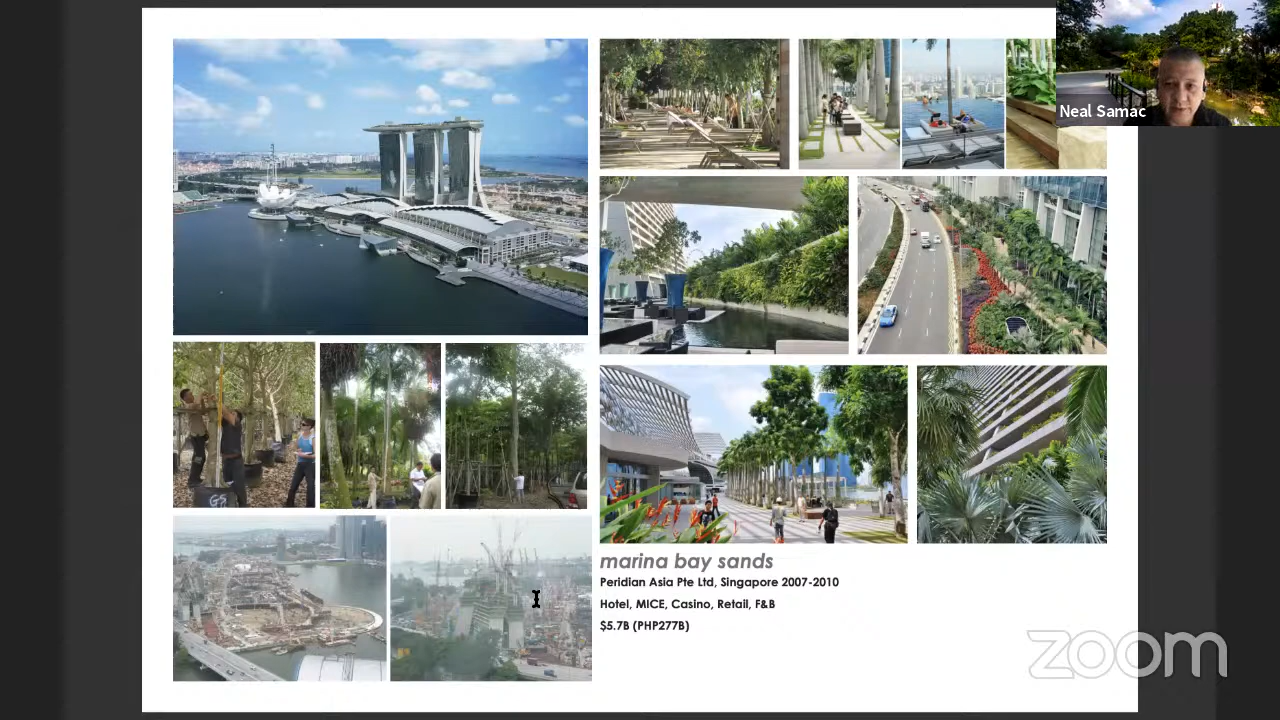 Neal Samac
GS
marina bay sands
Peridian Asia Pte Ltd, Singapore 2007-2010
Hotel, MICE, Casino, Retail, F&B
$5.7B (PHP277B)
zoom